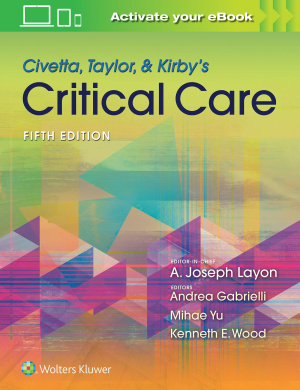 Activate your eBook
Civetta, Taylor, & Kirby's
Critical Care
FIFTH EDITION
EDITOR-IN-CHIEF
A. Joseph Layon
EDITORS
Andrea Gabrielli
Mihae Yu
Kenneth E. Wood
Wolters Kluwer